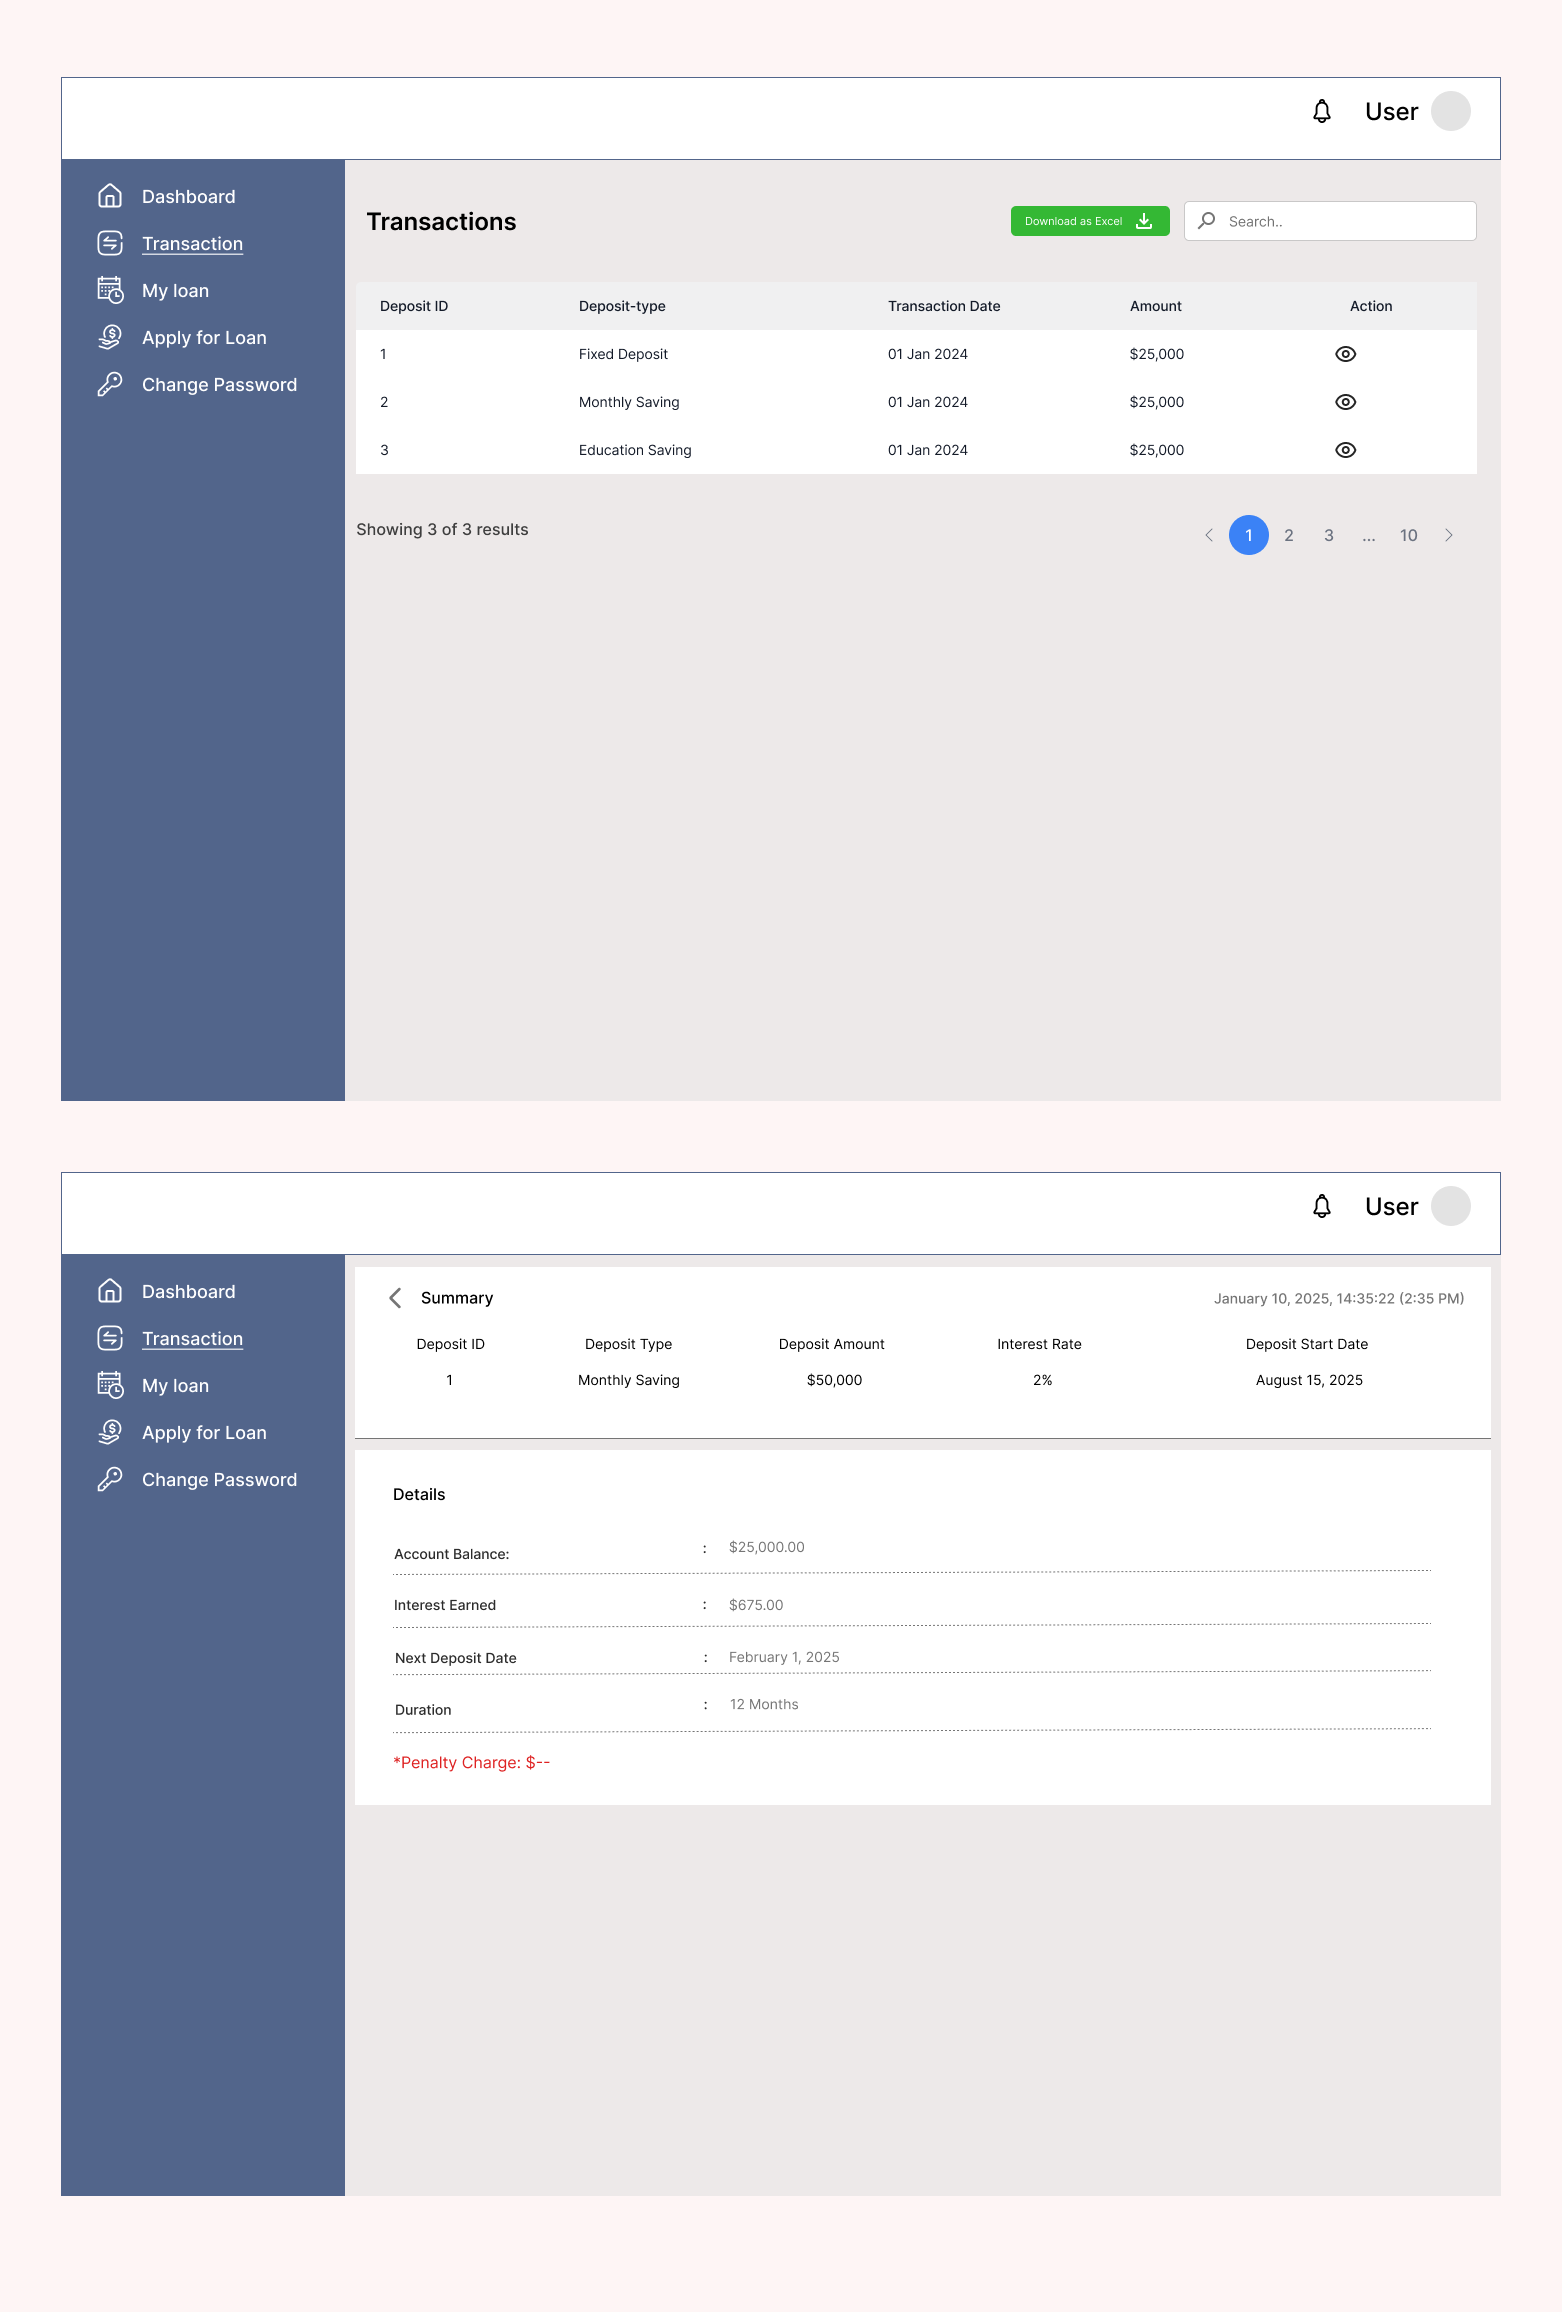 User
Dashboard
Transaction
My loan
Apply for Loan
Change Password
Transactions
Download as Excel
Search..
Deposit ID Deposit-type Transaction Date Amount Action
1 Fixed Deposit 01 Jan 2024 $25,000
2 Monthly Saving 01 Jan 2024 $25,000
3 Education Saving 01 Jan 2024 $25,000
Showing 3 of 3 results
1 2 3 ... 10
User
Dashboard
Transaction
My loan
Apply for Loan
Change Password
Summary January 10, 2025, 14:35:22 (2:35 PM)
Deposit ID Deposit Type Deposit Amount Interest Rate Deposit Start Date
1 Monthly Saving $50,000 2% August 15, 2025
Details
Account Balance: : $25,000.00
Interest Earned : $675.00
Next Deposit Date : February 1, 2025
Duration : 12 Months
*Penalty Charge: $--